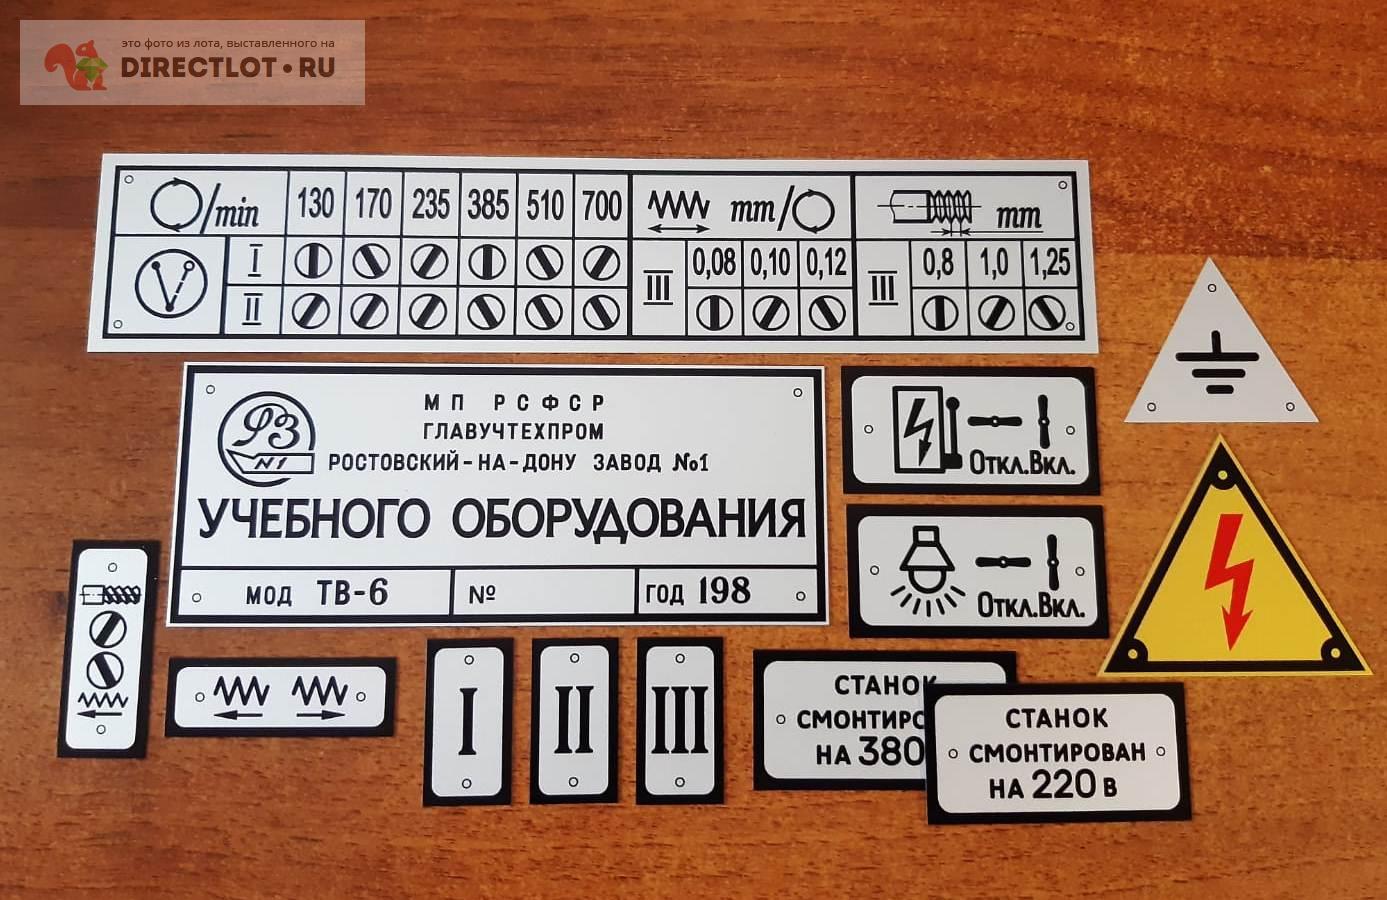 это фото из лота, выставленного на
DIRECTLOT.RU
/min 130 170 235 385 510 700 mm/ mm
I III 0,08 0,10 0,12 III 0,8 1,0 1,25
II
РЗ
N1
МП РСФСР
ГЛАВУЧТЕХПРОМ
РОСТОВСКИЙ-НА-ДОНУ ЗАВОД №1
УЧЕБНОГО ОБОРУДОВАНИЯ
МОД ТВ-6 № ГОД 198
Откл.Вкл.
Откл.Вкл.
I
II
III
СТАНОК
СМОНТИРО
НА 380
СТАНОК
СМОНТИРОВАН
НА 220 В